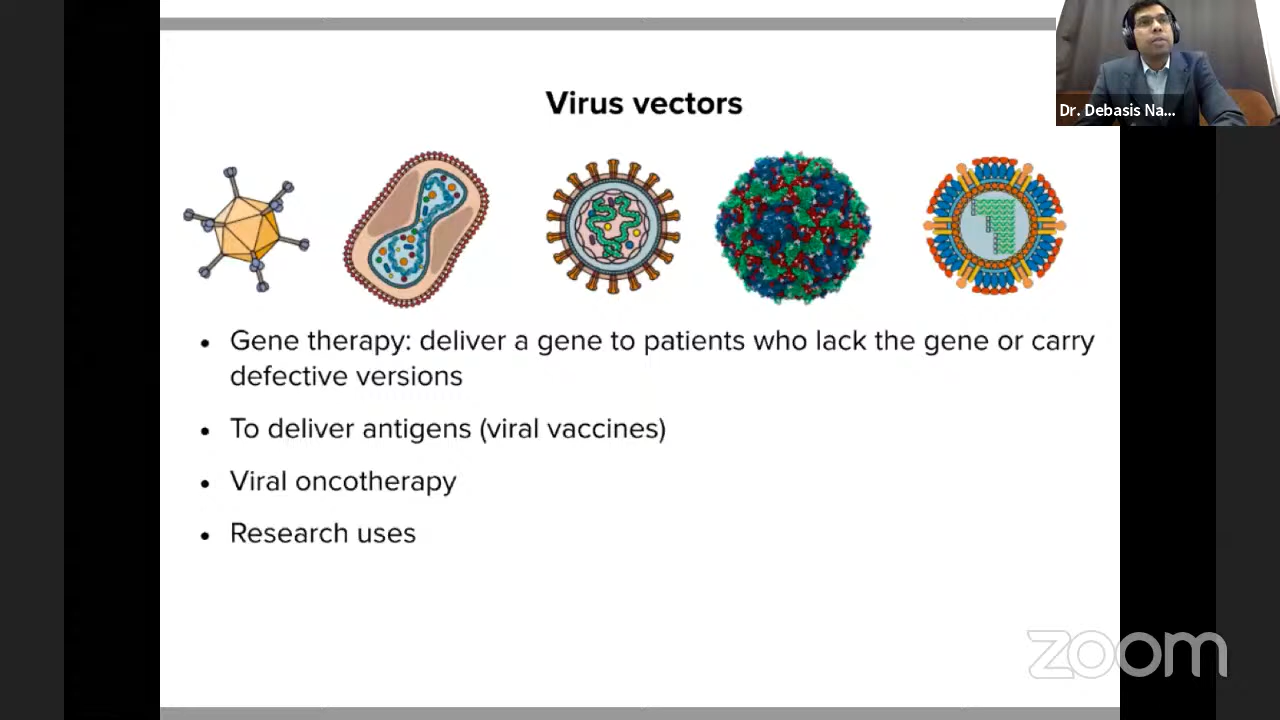 Virus vectors
Dr. Debasis Na...
• Gene therapy: deliver a gene to patients who lack the gene or carry
defective versions
• To deliver antigens (viral vaccines)
• Viral oncotherapy
• Research uses
zoom